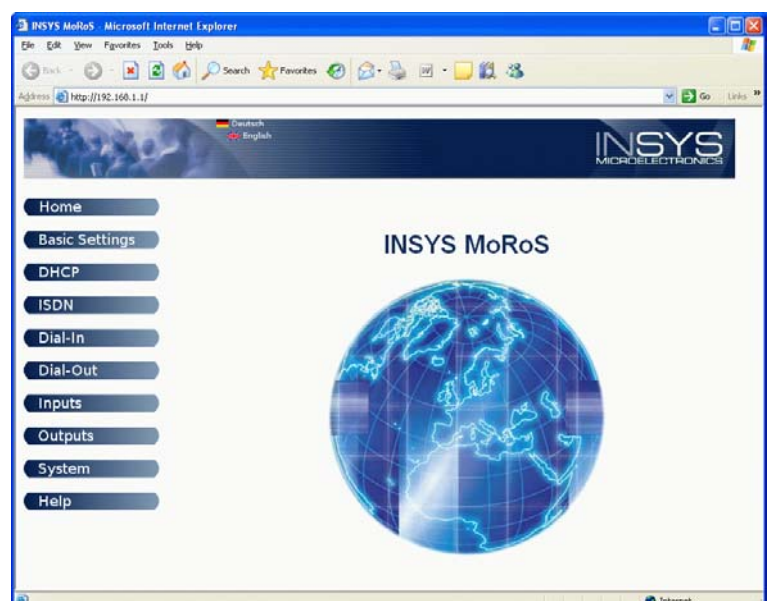 INSYS MoRoS - Microsoft Internet Explorer
File Edit View Favorites Tools Help
Back Search Favorites
Address http://192.168.1.1/ Go Links »
Deutsch
English
INSYS
MICROELECTRONICS
Home
Basic Settings
DHCP
ISDN
Dial-In
Dial-Out
Inputs
Outputs
System
Help
INSYS MoRoS
Internet